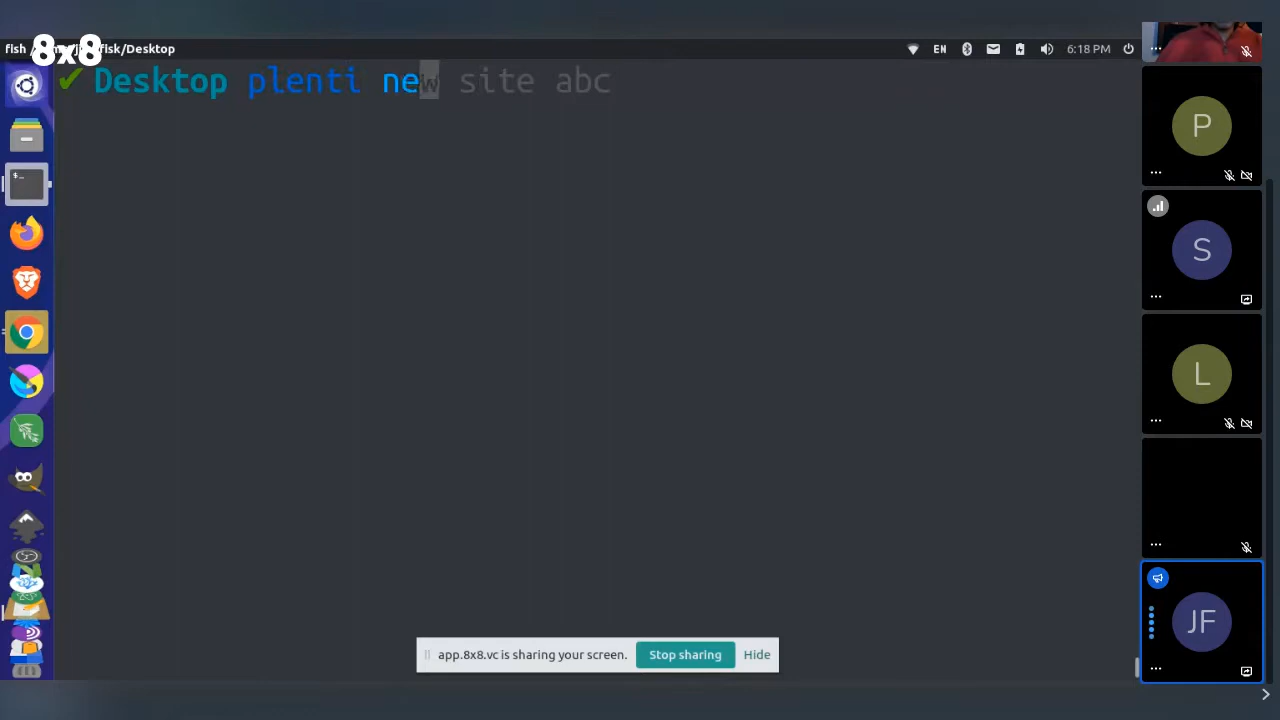 8x8
fish
fisk/Desktop
EN
6:18 PM
✔ Desktop plenti new site abc
P
S
L
JF
app.8x8.vc is sharing your screen.
Stop sharing
Hide